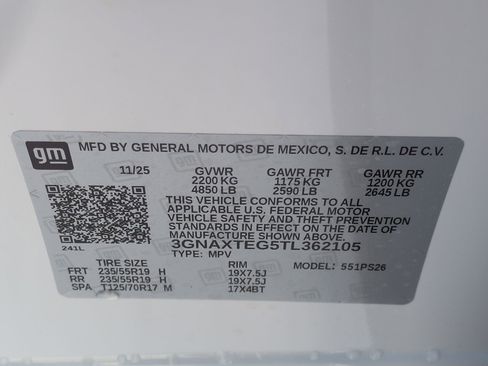 gm
MFD BY GENERAL MOTORS DE MEXICO, S. DE R.L. DE C.V.
11/25 GVWR GAWR FRT GAWR RR
2200 KG 1175 KG 1200 KG
4850 LB 2590 LB 2645 LB
THIS VEHICLE CONFORMS TO ALL
APPLICABLE U.S. FEDERAL MOTOR
VEHICLE SAFETY STANDARDS IN
EFFECT ON THE DATE OF
MANUFACTURE SHOWN ABOVE.
241L 3GNAXTEG5TL362105
TYPE: MPV
TIRE SIZE RIM MODEL: 551PS26
FRT 235/55R19 H 19X7.5J
RR 235/55R19 H 19X7.5J
SPA T125/70R17 M 17X4BT